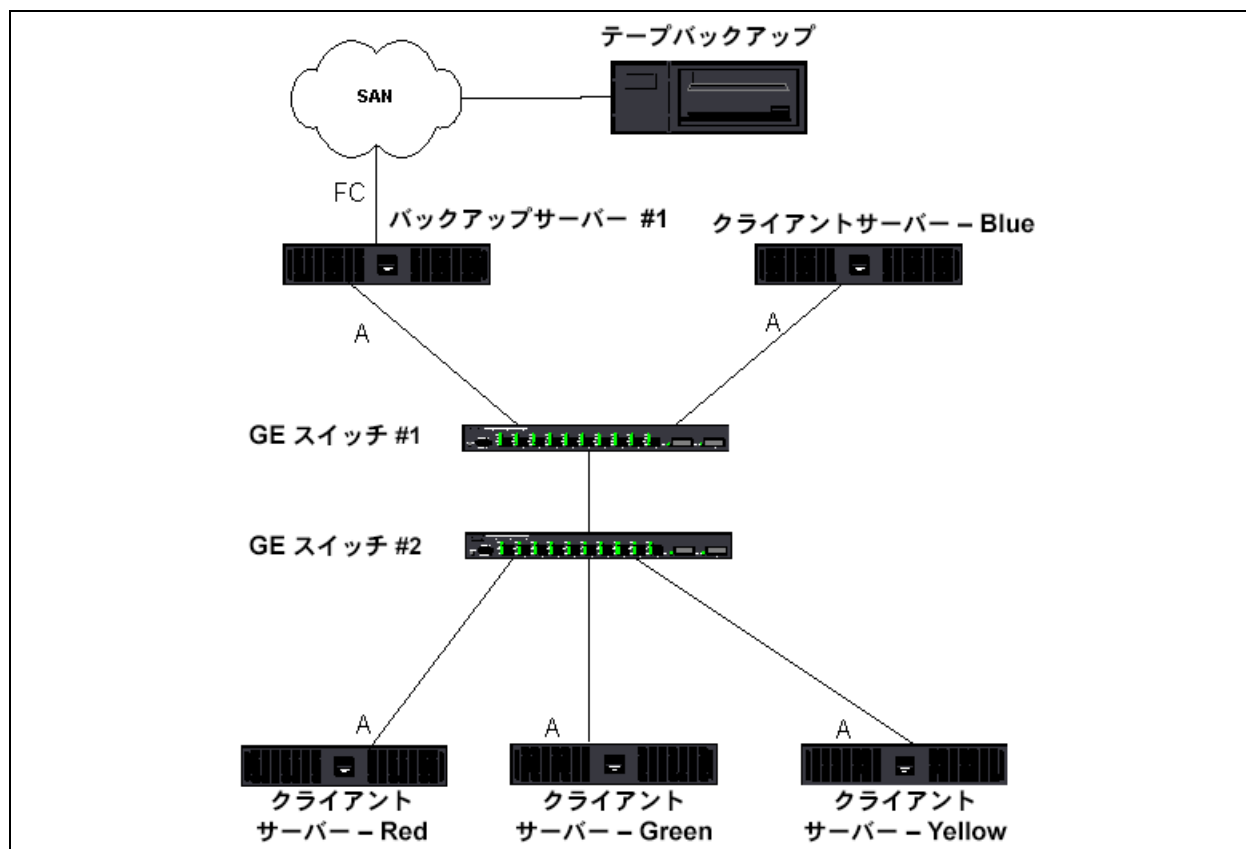 テープバックアップ
SAN
FC
バックアップサーバー #1
クライアントサーバー – Blue
A
A
GE スイッチ #1
GE スイッチ #2
A
A
A
クライアント
サーバー – Red
クライアント
サーバー – Green
クライアント
サーバー – Yellow